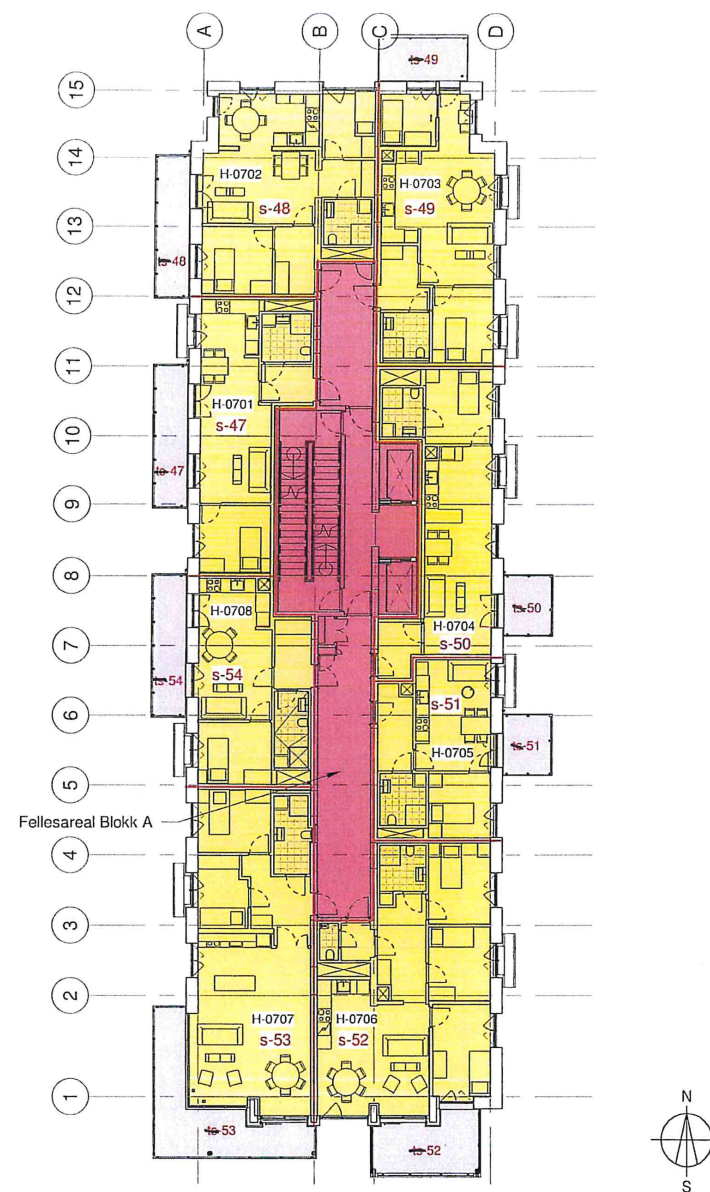 A
B
C
D
ts-49
15
14
H-0702
H-0703
s-48
s-49
13
ts-48
12
11
H-0701
s-47
10
ts-47
9
8
H-0708
ts-50
H-0704
7
s-50
s-54
ts-54
s-51
6
ts-51
H-0705
5
Fellesareal Blokk A
4
3
2
H-0707
H-0706
s-53
s-52
1
ts-53
ts-52
N
S